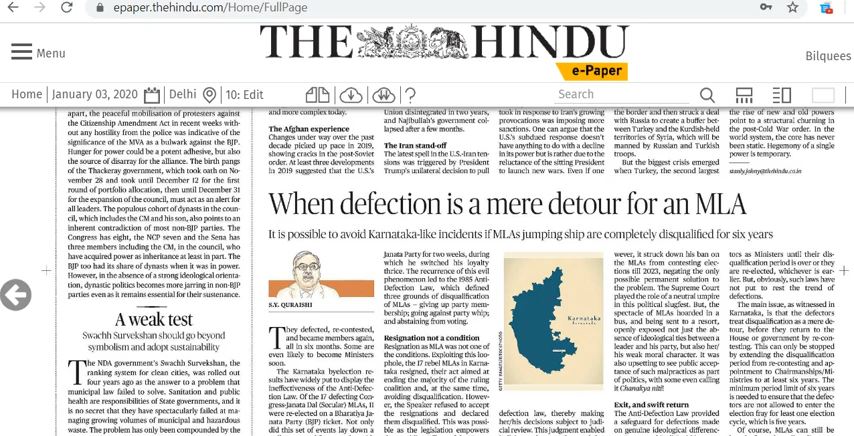 epaper.thehindu.com/Home/FullPage
Menu
THE HINDU
e-Paper
Bilquees
Home
January 03, 2020
Delhi
10: Edit
Search
apart, the peaceful mobilisation of protesters against
the Citizenship Amendment Act in recent weeks with-
out any hostility from the police was indicative of the
significance of the MVA as a bulwark against the BJP.
Hunger for power could be a potent adhesive, but also
the source of disarray for the alliance. The birth pangs
of the Thackeray government, which took oath on No-
vember 28 and took until December 12 for the first
round of portfolio allocation, then until December 31
for the expansion of the council, must act as an alert for
all leaders. The populous cohort of dynasts in the coun-
cil, which includes the CM and his son, also points to an
inherent contradiction of most non-BJP parties. The
Congress has eight, the NCP seven and the Sena has
three members including the CM, in the council, who
have acquired power as inheritance at least in part. The
BJP too had its share of dynasts when it was in power.
However, in the absence of a strong ideological orienta-
tion, dynastic politics becomes more jarring in non-BJP
parties even as it remains essential for their sustenance.
A weak test
Swachh Survekshan should go beyond
symbolism and adopt sustainability
The NDA government's Swachh Survekshan, the
ranking system for clean cities, was rolled out
four years ago as the answer to a problem that
municipal law failed to solve. Sanitation and public
health are responsibilities of State governments, and it
is no secret that they have spectacularly failed at ma-
naging growing volumes of municipal and hazardous
waste. The problem has only been compounded by the
and more complex today.
The Afghan experience
Changes under way over the past
decade picked up pace in 2019,
showing cracks in the post-Soviet
order. At least three developments
in 2019 suggested that the U.S.'s
Union disintegrated in two years,
and Najibullah's government col-
lapsed after a few months.
The Iran stand-off
The latest spell in the U.S.-Iran ten-
sions was triggered by President
Trump's unilateral decision to pull
took in response to Iran's growing
provocations was imposing more
sanctions. One can argue that the
U.S.'s subdued response doesn't
have anything to do with a decline
in its power but is rather due to the
reluctance of the sitting President
to launch new wars. Even if one
the border and then struck a deal
with Russia to create a buffer bet-
ween Turkey and the Kurdish-held
territories of Syria, which will be
manned by Russian and Turkish
troops.
But the biggest crisis emerged
when Turkey, the second largest
the rise of new and old powers
point to a structural churning in
the post-Cold War order. In the
world system, the core has never
been static. Hegemony of a single
power is temporary.
stanly.johny@thehindu.co.in
When defection is a mere detour for an MLA
It is possible to avoid Karnataka-like incidents if MLAs jumping ship are completely disqualified for six years
S.Y. QURAISHI
They defected, re-contested,
and became members again,
all in six months. Some are
even likely to become Ministers
soon.
The Karnataka byelection re-
sults have widely put to display the
ineffectiveness of the Anti-Defec-
tion Law. Of the 17 defecting Con-
gress-Janata Dal (Secular) MLAs, 11
were re-elected on a Bharatiya Ja-
nata Party (BJP) ticket. Not only
did this set of events lay down a
Janata Party for two weeks, during
which he switched his loyalty
thrice. The recurrence of this evil
phenomenon led to the 1985 Anti-
Defection Law, which defined
three grounds of disqualification
of MLAs – giving up party mem-
bership; going against party whip;
and abstaining from voting.
Resignation not a condition
Resignation as MLA was not one of
the conditions. Exploiting this loo-
phole, the 17 rebel MLAs in Karna-
taka resigned, their act aimed at
ending the majority of the ruling
coalition and, at the same time,
avoiding disqualification. Howev-
er, the Speaker refused to accept
the resignations and declared
them disqualified. This was possi-
ble as the legislation empowers
Karnataka
GETTY IMAGES/ISTOCKPHOTO
defection law, thereby making
her/his decisions subject to judi-
cial review. This judgment enabled
wever, it struck down his ban on
the MLAs from contesting elec-
tions till 2023, negating the only
possible permanent solution to
the problem. The Supreme Court
played the role of a neutral umpire
in this political slugfest. But, the
spectacle of MLAs hoarded in a
bus, and being sent to a resort,
openly exposed not just the ab-
sence of ideological ties between a
leader and his party, but also her/
his weak moral character. It was
also upsetting to see public accep-
tance of such malpractices as part
of politics, with some even calling
it Chanakya niti!
Exit, and swift return
The Anti-Defection Law provided
a safeguard for defections made
on genuine ideological differenc-
tors as Ministers until their dis-
qualification period is over or they
are re-elected, whichever is ear-
lier. But, obviously, such laws have
not put to rest the trend of
defections.
The main issue, as witnessed in
Karnataka, is that the defectors
treat disqualification as a mere de-
tour, before they return to the
House or government by re-con-
testing. This can only be stopped
by extending the disqualification
period from re-contesting and ap-
pointment to Chairmanships/Mi-
nistries to at least six years. The
minimum period limit of six years
is needed to ensure that the defec-
tors are not allowed to enter the
election fray for least one election
cycle, which is five years.
Of course, MLAs can still be